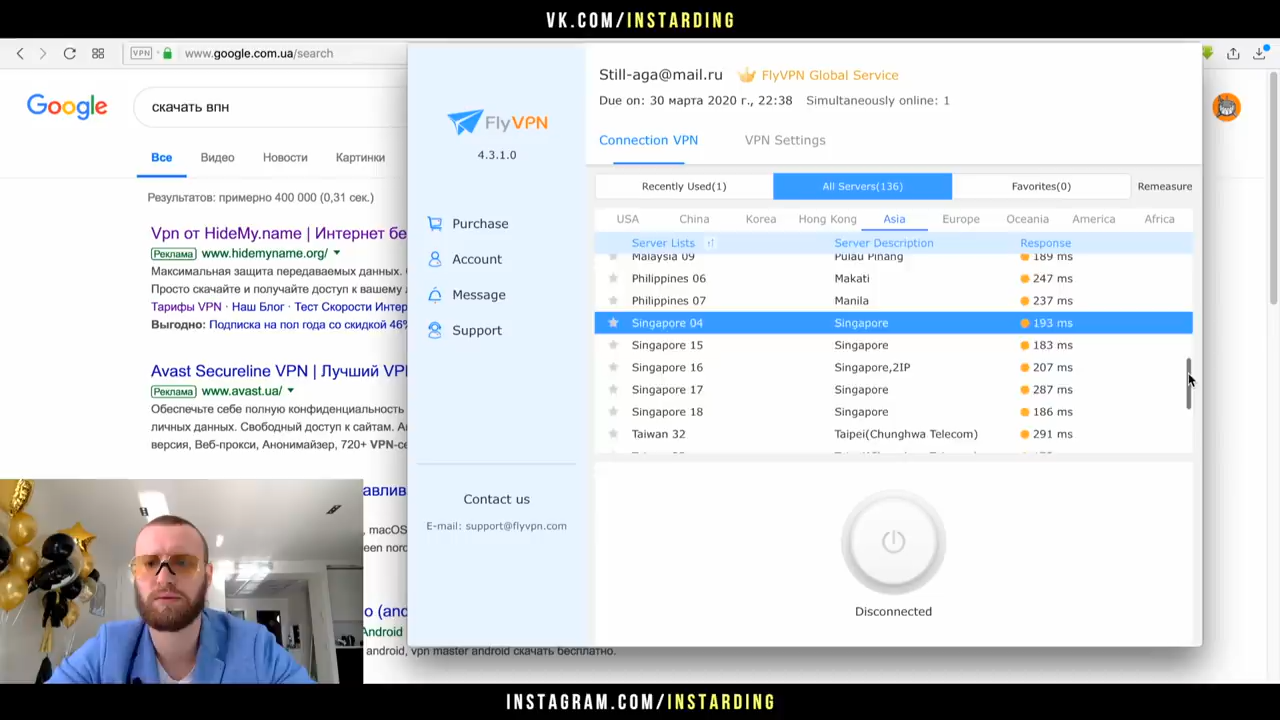 VK.COM/INSTARDING
VPN
www.google.com.ua/search
Google
скачать впн
Все
Видео
Новости
Картинки
Результатов: примерно 400 000 (0,31 сек.)
Vpn от HideMy.name | Интернет бе
Реклама www.hidemyname.org/
Максимальная защита передаваемых данных.
Просто скачайте и получайте доступ к вашему
Тарифы VPN · Наш Блог · Тест Скорости Интер
Выгодно: Подписка на пол года со скидкой 46%
Avast Secureline VPN | Лучший VP
Реклама www.avast.ua/
Обеспечьте себе полную конфиденциальность
личных данных. Свободный доступ к сайтам. А
версия, Веб-прокси, Анонимайзер, 720+ VPN-се
авлив
, macOS
een nord
о (anc
Android
android, vpn master android скачать бесплатно.
FlyVPN
4.3.1.0
Purchase
Account
Message
Support
Contact us
E-mail: support@flyvpn.com
Still-aga@mail.ru FlyVPN Global Service
Due on: 30 марта 2020 г., 22:38 Simultaneously online: 1
Connection VPN
VPN Settings
Recently Used(1)
All Servers(136)
Favorites(0)
Remeasure
USA China Korea Hong Kong Asia Europe Oceania America Africa
Server Lists Server Description Response
Malaysia 09 Pulau Pinang 189 ms
Philippines 06 Makati 247 ms
Philippines 07 Manila 237 ms
Singapore 04 Singapore 193 ms
Singapore 15 Singapore 183 ms
Singapore 16 Singapore,2IP 207 ms
Singapore 17 Singapore 287 ms
Singapore 18 Singapore 186 ms
Taiwan 32 Taipei(Chunghwa Telecom) 291 ms
Disconnected
INSTAGRAM.COM/INSTARDING